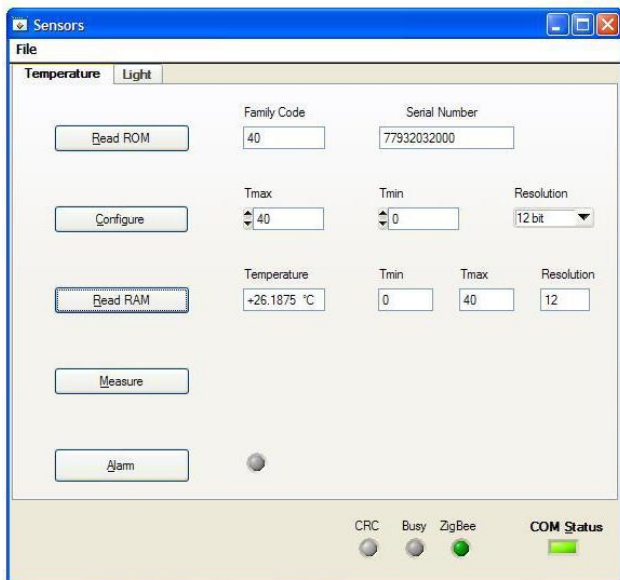 Sensors
File
Temperature Light
Family Code Serial Number
Read ROM 40 77932032000
Tmax Tmin Resolution
Configure 40 0 12 bit
Temperature Tmin Tmax Resolution
Read RAM +26.1875 °C 0 40 12
Measure
Alarm
CRC Busy ZigBee COM Status